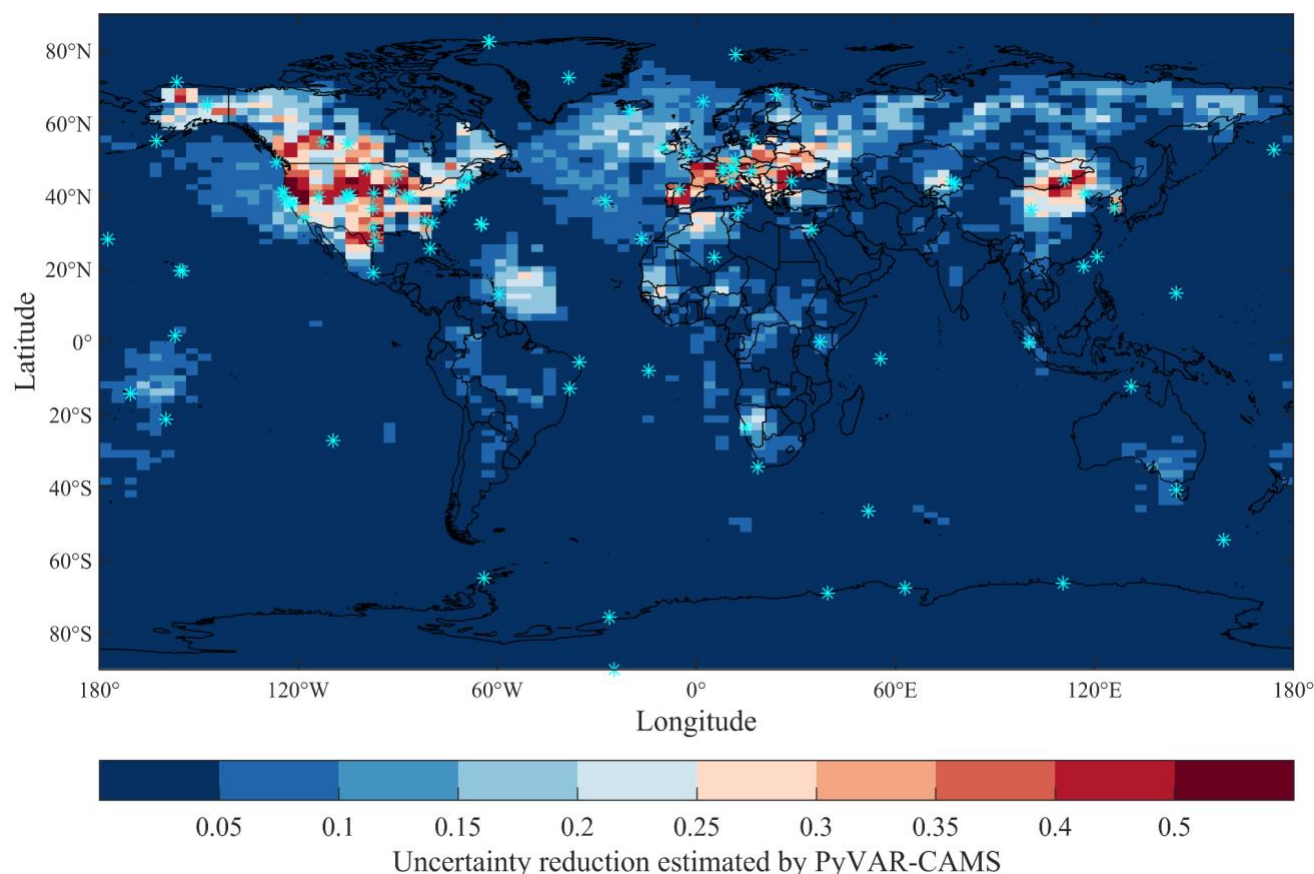 80°N
60°N
40°N
20°N
0°
20°S
40°S
60°S
80°S
Latitude
180° 120°W 60°W 0° 60°E 120°E 180°
Longitude
0.05 0.1 0.15 0.2 0.25 0.3 0.35 0.4 0.5
Uncertainty reduction estimated by PyVAR-CAMS